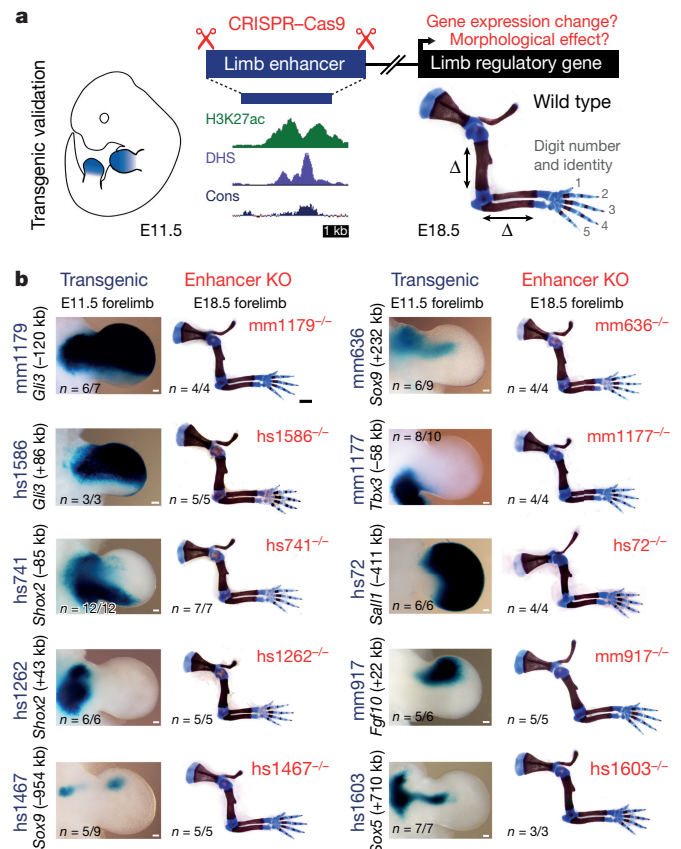 a
CRISPR–Cas9
Gene expression change?
Morphological effect?
Limb enhancer
Limb regulatory gene
Transgenic validation
H3K27ac
DHS
Cons
1 kb
E11.5
Wild type
Digit number
and identity
1
2
3
4
5
Δ
Δ
E18.5
b
Transgenic
E11.5 forelimb
Enhancer KO
E18.5 forelimb
mm1179
Gli3 (–120 kb)
n = 6/7
mm1179–/–
n = 4/4
hs1586
Gli3 (+86 kb)
n = 3/3
hs1586–/–
n = 5/5
hs741
Shox2 (–85 kb)
n = 12/12
hs741–/–
n = 7/7
hs1262
Shox2 (+43 kb)
n = 6/6
hs1262–/–
n = 5/5
hs1467
Sox9 (–954 kb)
n = 5/9
hs1467–/–
n = 5/5
Transgenic
E11.5 forelimb
Enhancer KO
E18.5 forelimb
mm636
Sox9 (+232 kb)
n = 6/9
mm636–/–
n = 4/4
mm1177
Tbx3 (–58 kb)
n = 8/10
mm1177–/–
n = 4/4
hs72
Sall1 (–411 kb)
n = 6/6
hs72–/–
n = 4/4
mm917
Fgf10 (+22 kb)
n = 5/6
mm917–/–
n = 5/5
hs1603
Sox5 (+710 kb)
n = 7/7
hs1603–/–
n = 3/3